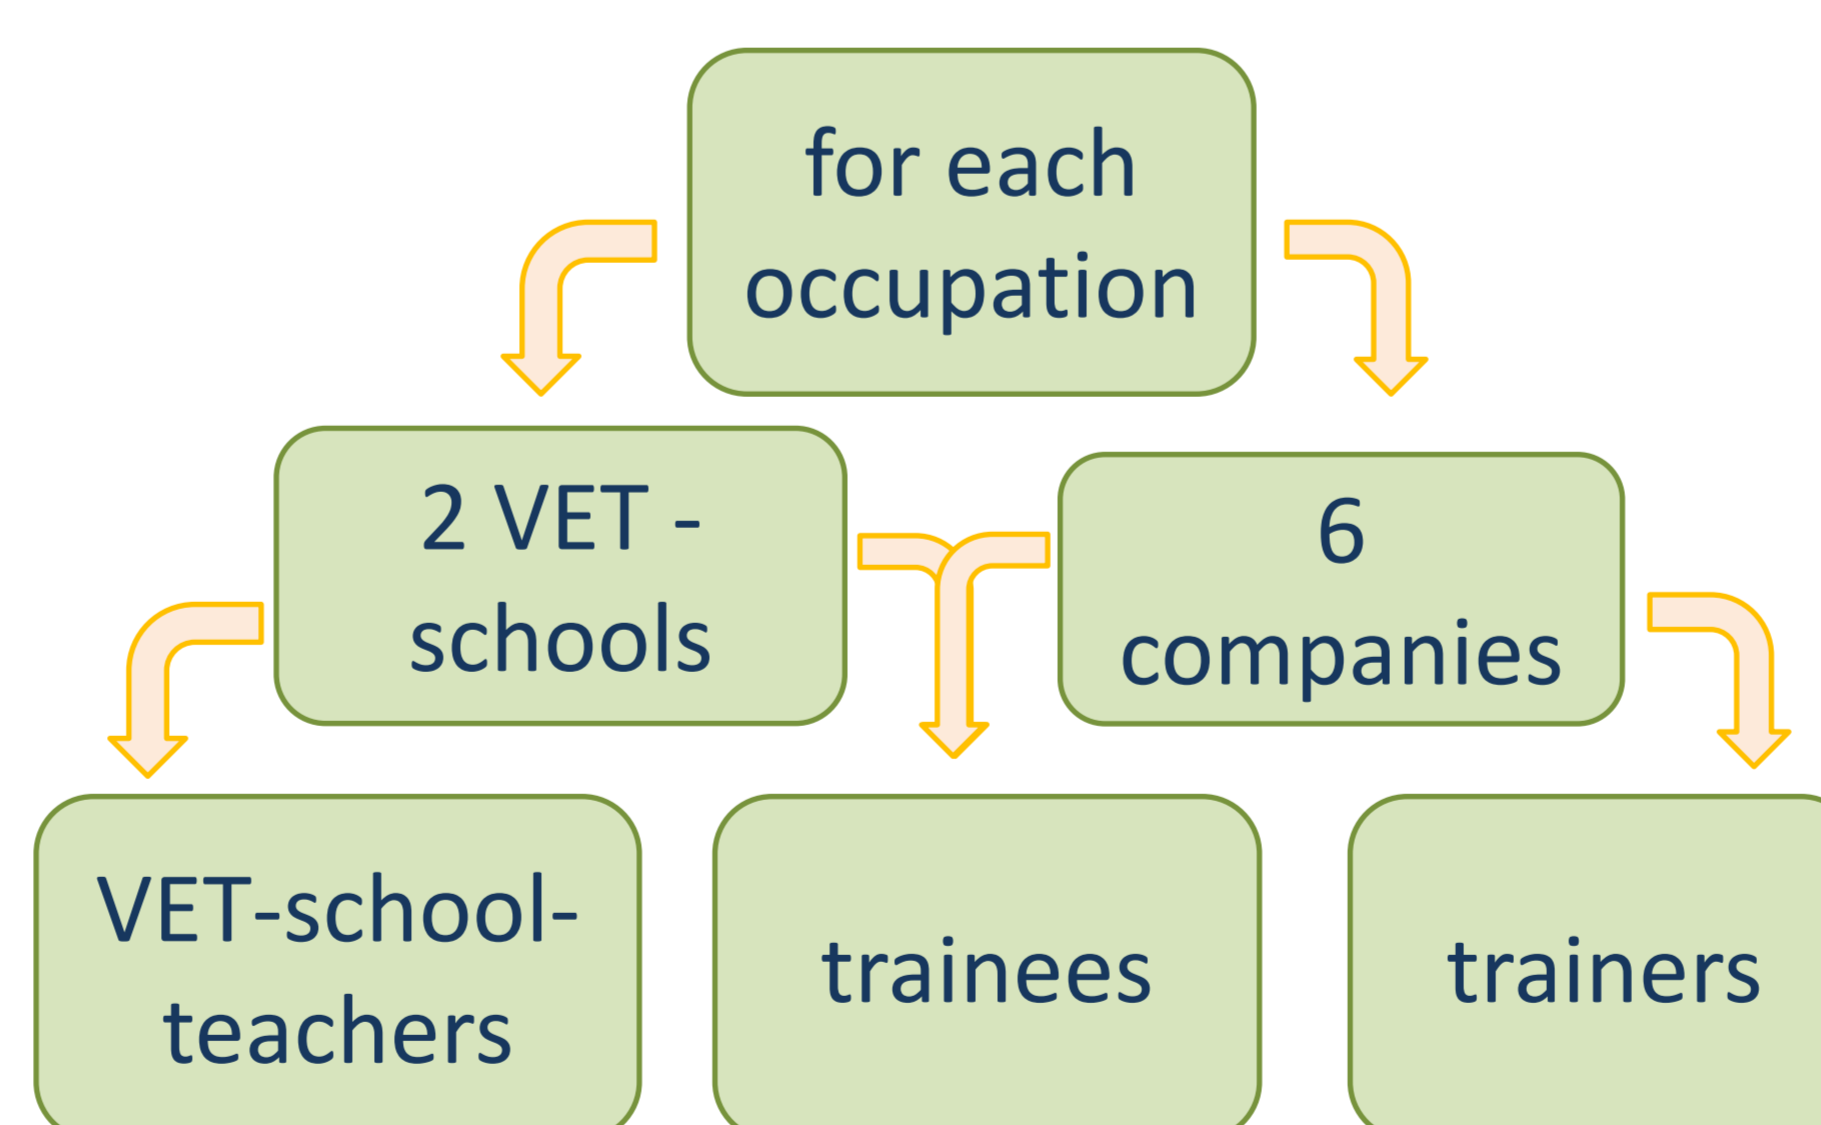 for each
occupation
2 VET -
schools
6
companies
VET-school-
teachers
trainees
trainers